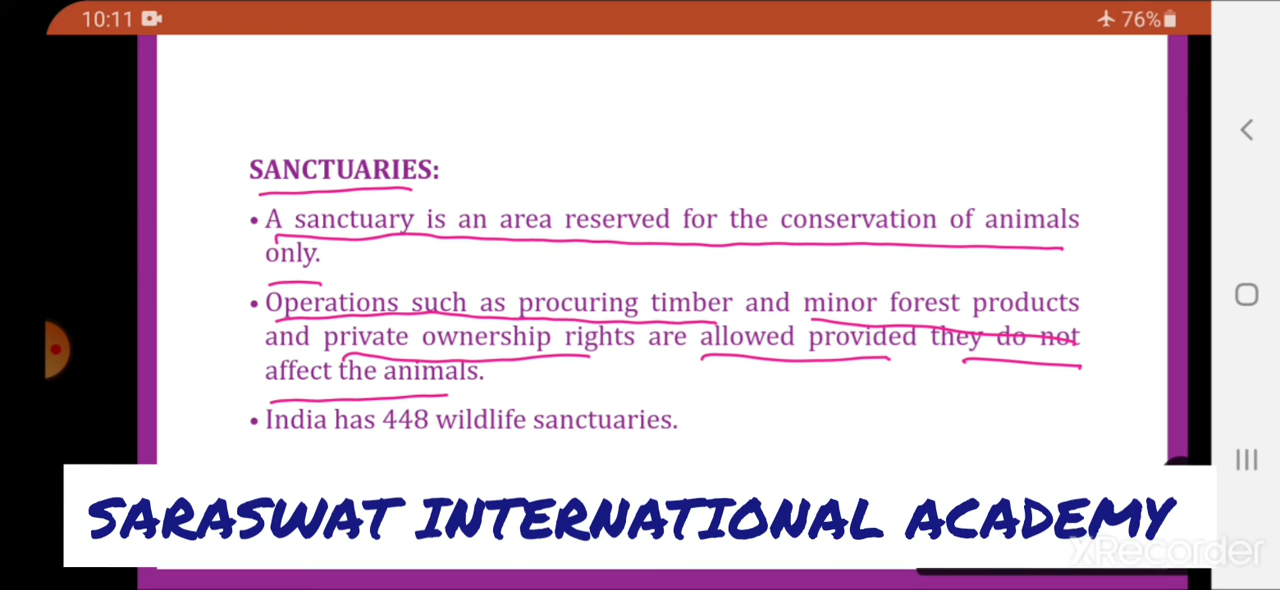 10:11 76%
SANCTUARIES:
• A sanctuary is an area reserved for the conservation of animals
only.
• Operations such as procuring timber and minor forest products
and private ownership rights are allowed provided they do not
affect the animals.
• India has 448 wildlife sanctuaries.
SARASWAT INTERNATIONAL ACADEMY
XRecorder